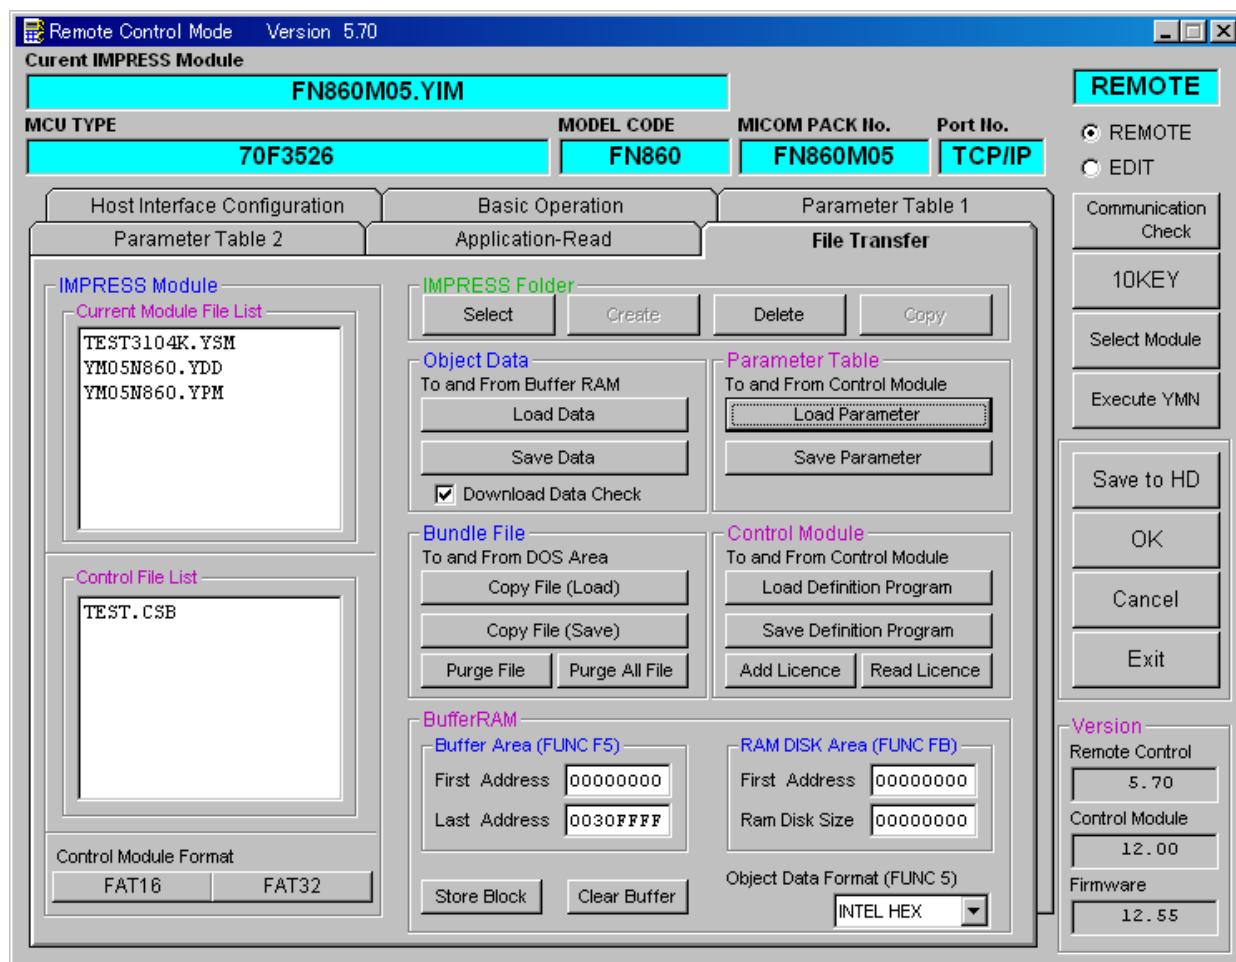 Remote Control Mode Version 5.70
Curent IMPRESS Module
FN860M05.YIM
REMOTE
MCU TYPE MODEL CODE MICOM PACK No. Port No.
70F3526 FN860 FN860M05 TCP/IP
REMOTE
EDIT
Host Interface Configuration Basic Operation Parameter Table 1
Parameter Table 2 Application-Read File Transfer
Communication
Check
10KEY
Select Module
Execute YMN
Save to HD
OK
Cancel
Exit
IMPRESS Module
Current Module File List
TEST3104K.YSM
YM05N860.YDD
YM05N860.YPM
Control File List
TEST.CSB
Control Module Format
FAT16 FAT32
IMPRESS Folder
Select Create Delete Copy
Object Data
To and From Buffer RAM
Load Data
Save Data
Download Data Check
Parameter Table
To and From Control Module
Load Parameter
Save Parameter
Bundle File
To and From DOS Area
Copy File (Load)
Copy File (Save)
Purge File Purge All File
Control Module
To and From Control Module
Load Definition Program
Save Definition Program
Add Licence Read Licence
BufferRAM
Buffer Area (FUNC F5)
First Address 00000000
Last Address 0030FFFF
RAM DISK Area (FUNC FB)
First Address 00000000
Ram Disk Size 00000000
Store Block Clear Buffer
Object Data Format (FUNC 5)
INTEL HEX
Version
Remote Control
5.70
Control Module
12.00
Firmware
12.55